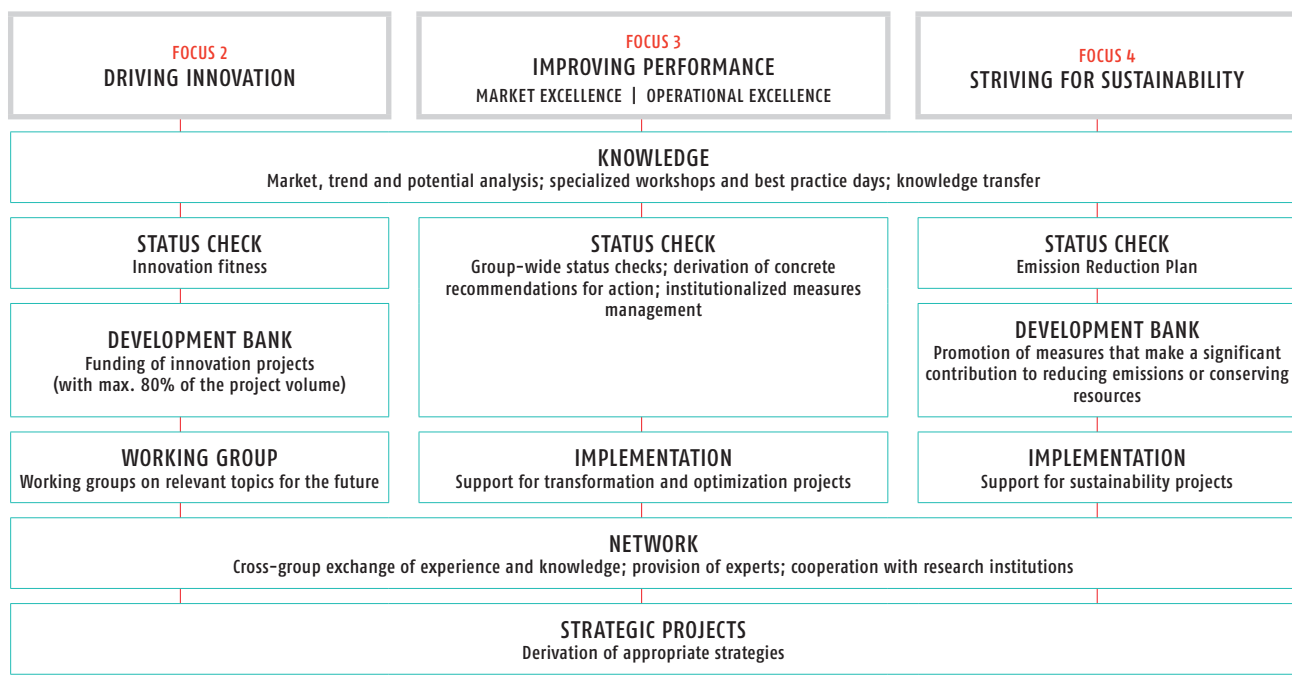 FOCUS 2
DRIVING INNOVATION
FOCUS 3
IMPROVING PERFORMANCE
MARKET EXCELLENCE | OPERATIONAL EXCELLENCE
FOCUS 4
STRIVING FOR SUSTAINABILITY
KNOWLEDGE
Market, trend and potential analysis; specialized workshops and best practice days; knowledge transfer
STATUS CHECK
Innovation fitness
STATUS CHECK
Group-wide status checks; derivation of concrete
recommendations for action; institutionalized measures
management
STATUS CHECK
Emission Reduction Plan
DEVELOPMENT BANK
Funding of innovation projects
(with max. 80% of the project volume)
DEVELOPMENT BANK
Promotion of measures that make a significant
contribution to reducing emissions or conserving
resources
WORKING GROUP
Working groups on relevant topics for the future
IMPLEMENTATION
Support for transformation and optimization projects
IMPLEMENTATION
Support for sustainability projects
NETWORK
Cross-group exchange of experience and knowledge; provision of experts; cooperation with research institutions
STRATEGIC PROJECTS
Derivation of appropriate strategies